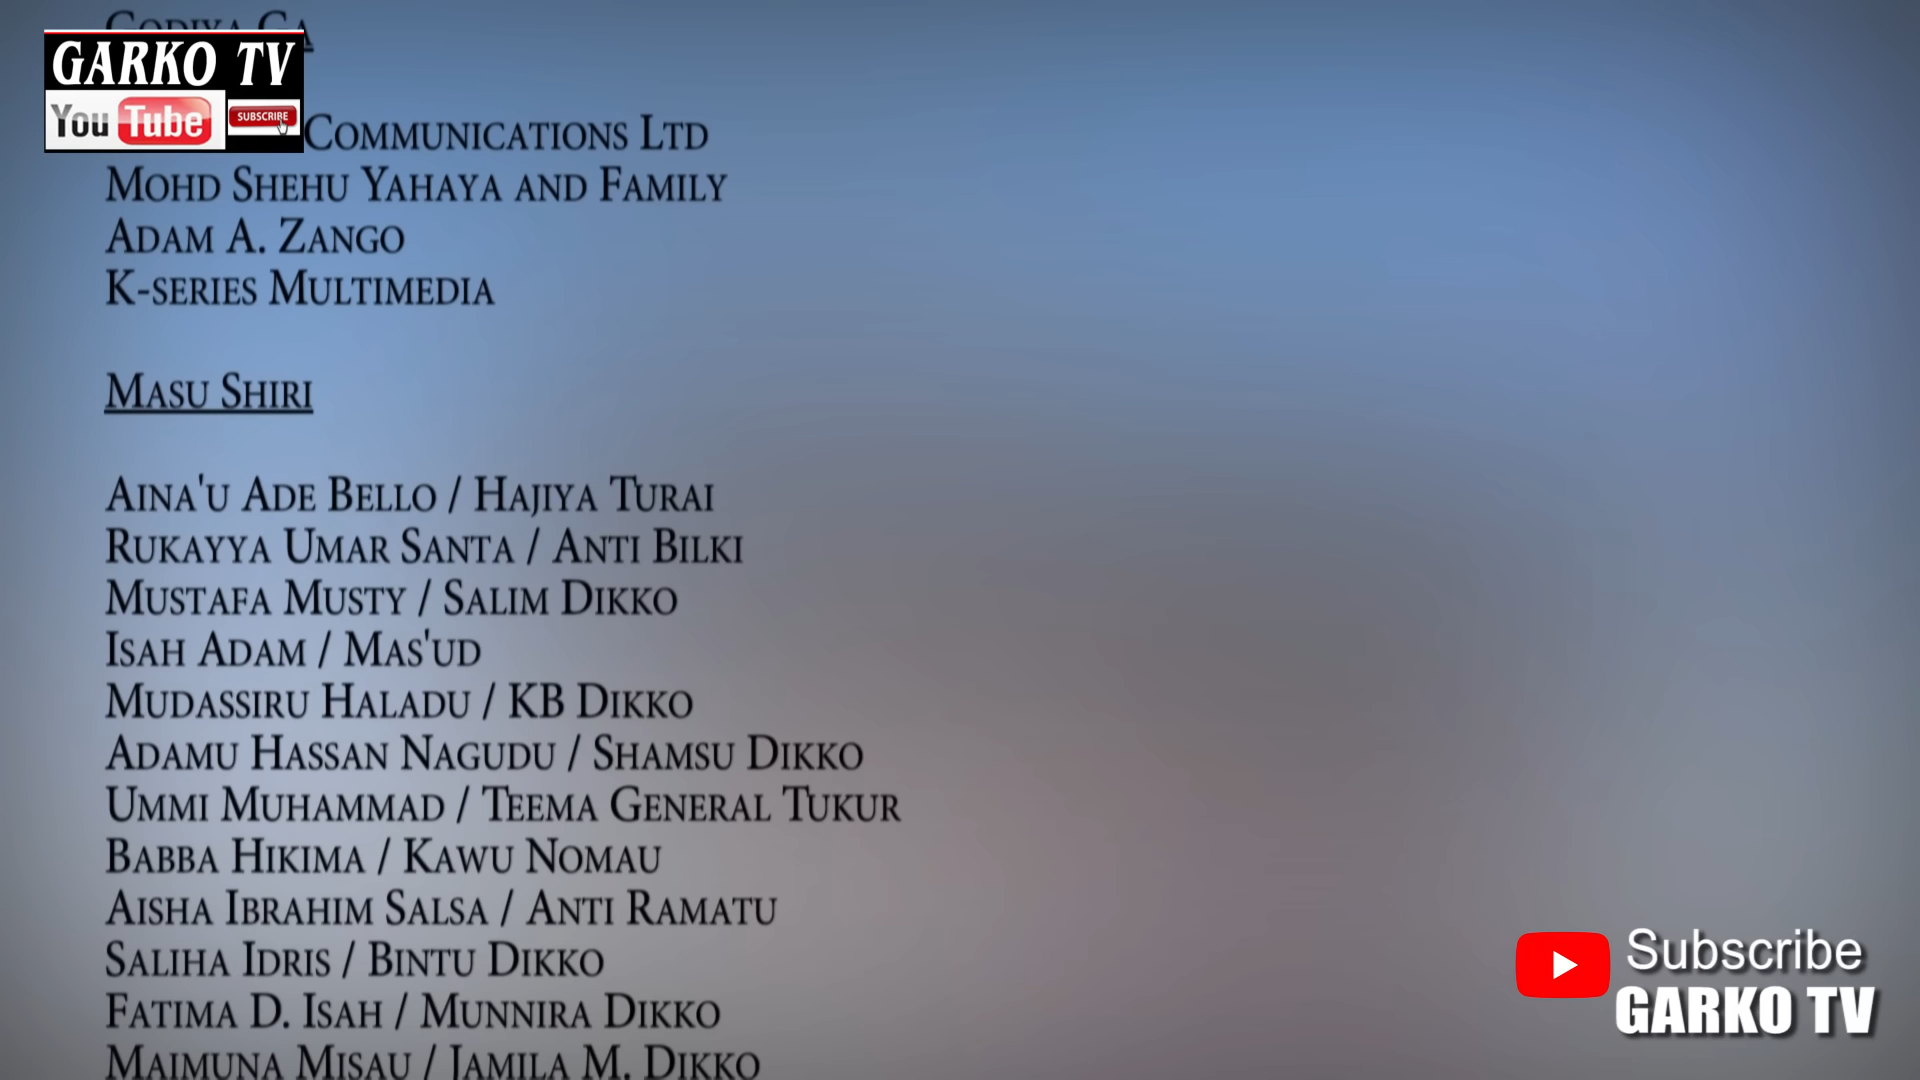 GODIYA GA
GARKO TV
You Tube
SUBSCRIBE
COMMUNICATIONS LTD
MOHD SHEHU YAHAYA AND FAMILY
ADAM A. ZANGO
K-SERIES MULTIMEDIA
MASU SHIRI
AINA'U ADE BELLO / HAJIYA TURAI
RUKAYYA UMAR SANTA / ANTI BILKI
MUSTAFA MUSTY / SALIM DIKKO
ISAH ADAM / MAS'UD
MUDASSIRU HALADU / KB DIKKO
ADAMU HASSAN NAGUDU / SHAMSU DIKKO
UMMI MUHAMMAD / TEEMA GENERAL TUKUR
BABBA HIKIMA / KAWU NOMAU
AISHA IBRAHIM SALSA / ANTI RAMATU
SALIHA IDRIS / BINTU DIKKO
FATIMA D. ISAH / MUNNIRA DIKKO
MAIMUNA MISAU / JAMILA M. DIKKO
Subscribe
GARKO TV